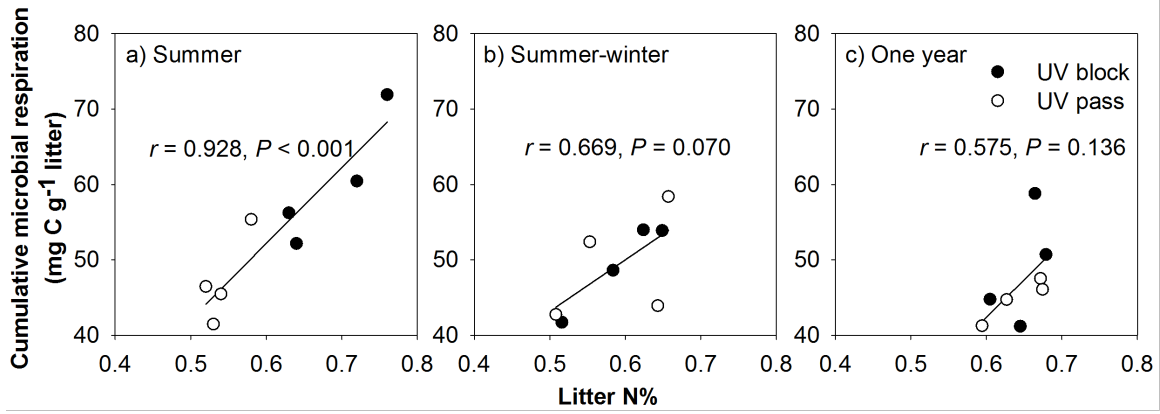 Cumulative microbial respiration
(mg C g-1 litter)
80
70
60
50
40
a) Summer
r = 0.928, P < 0.001
0.4 0.5 0.6 0.7 0.8
80
70
60
50
40
b) Summer-winter
r = 0.669, P = 0.070
0.4 0.5 0.6 0.7 0.8
80
70
60
50
40
c) One year
UV block
UV pass
r = 0.575, P = 0.136
0.4 0.5 0.6 0.7 0.8
Litter N%